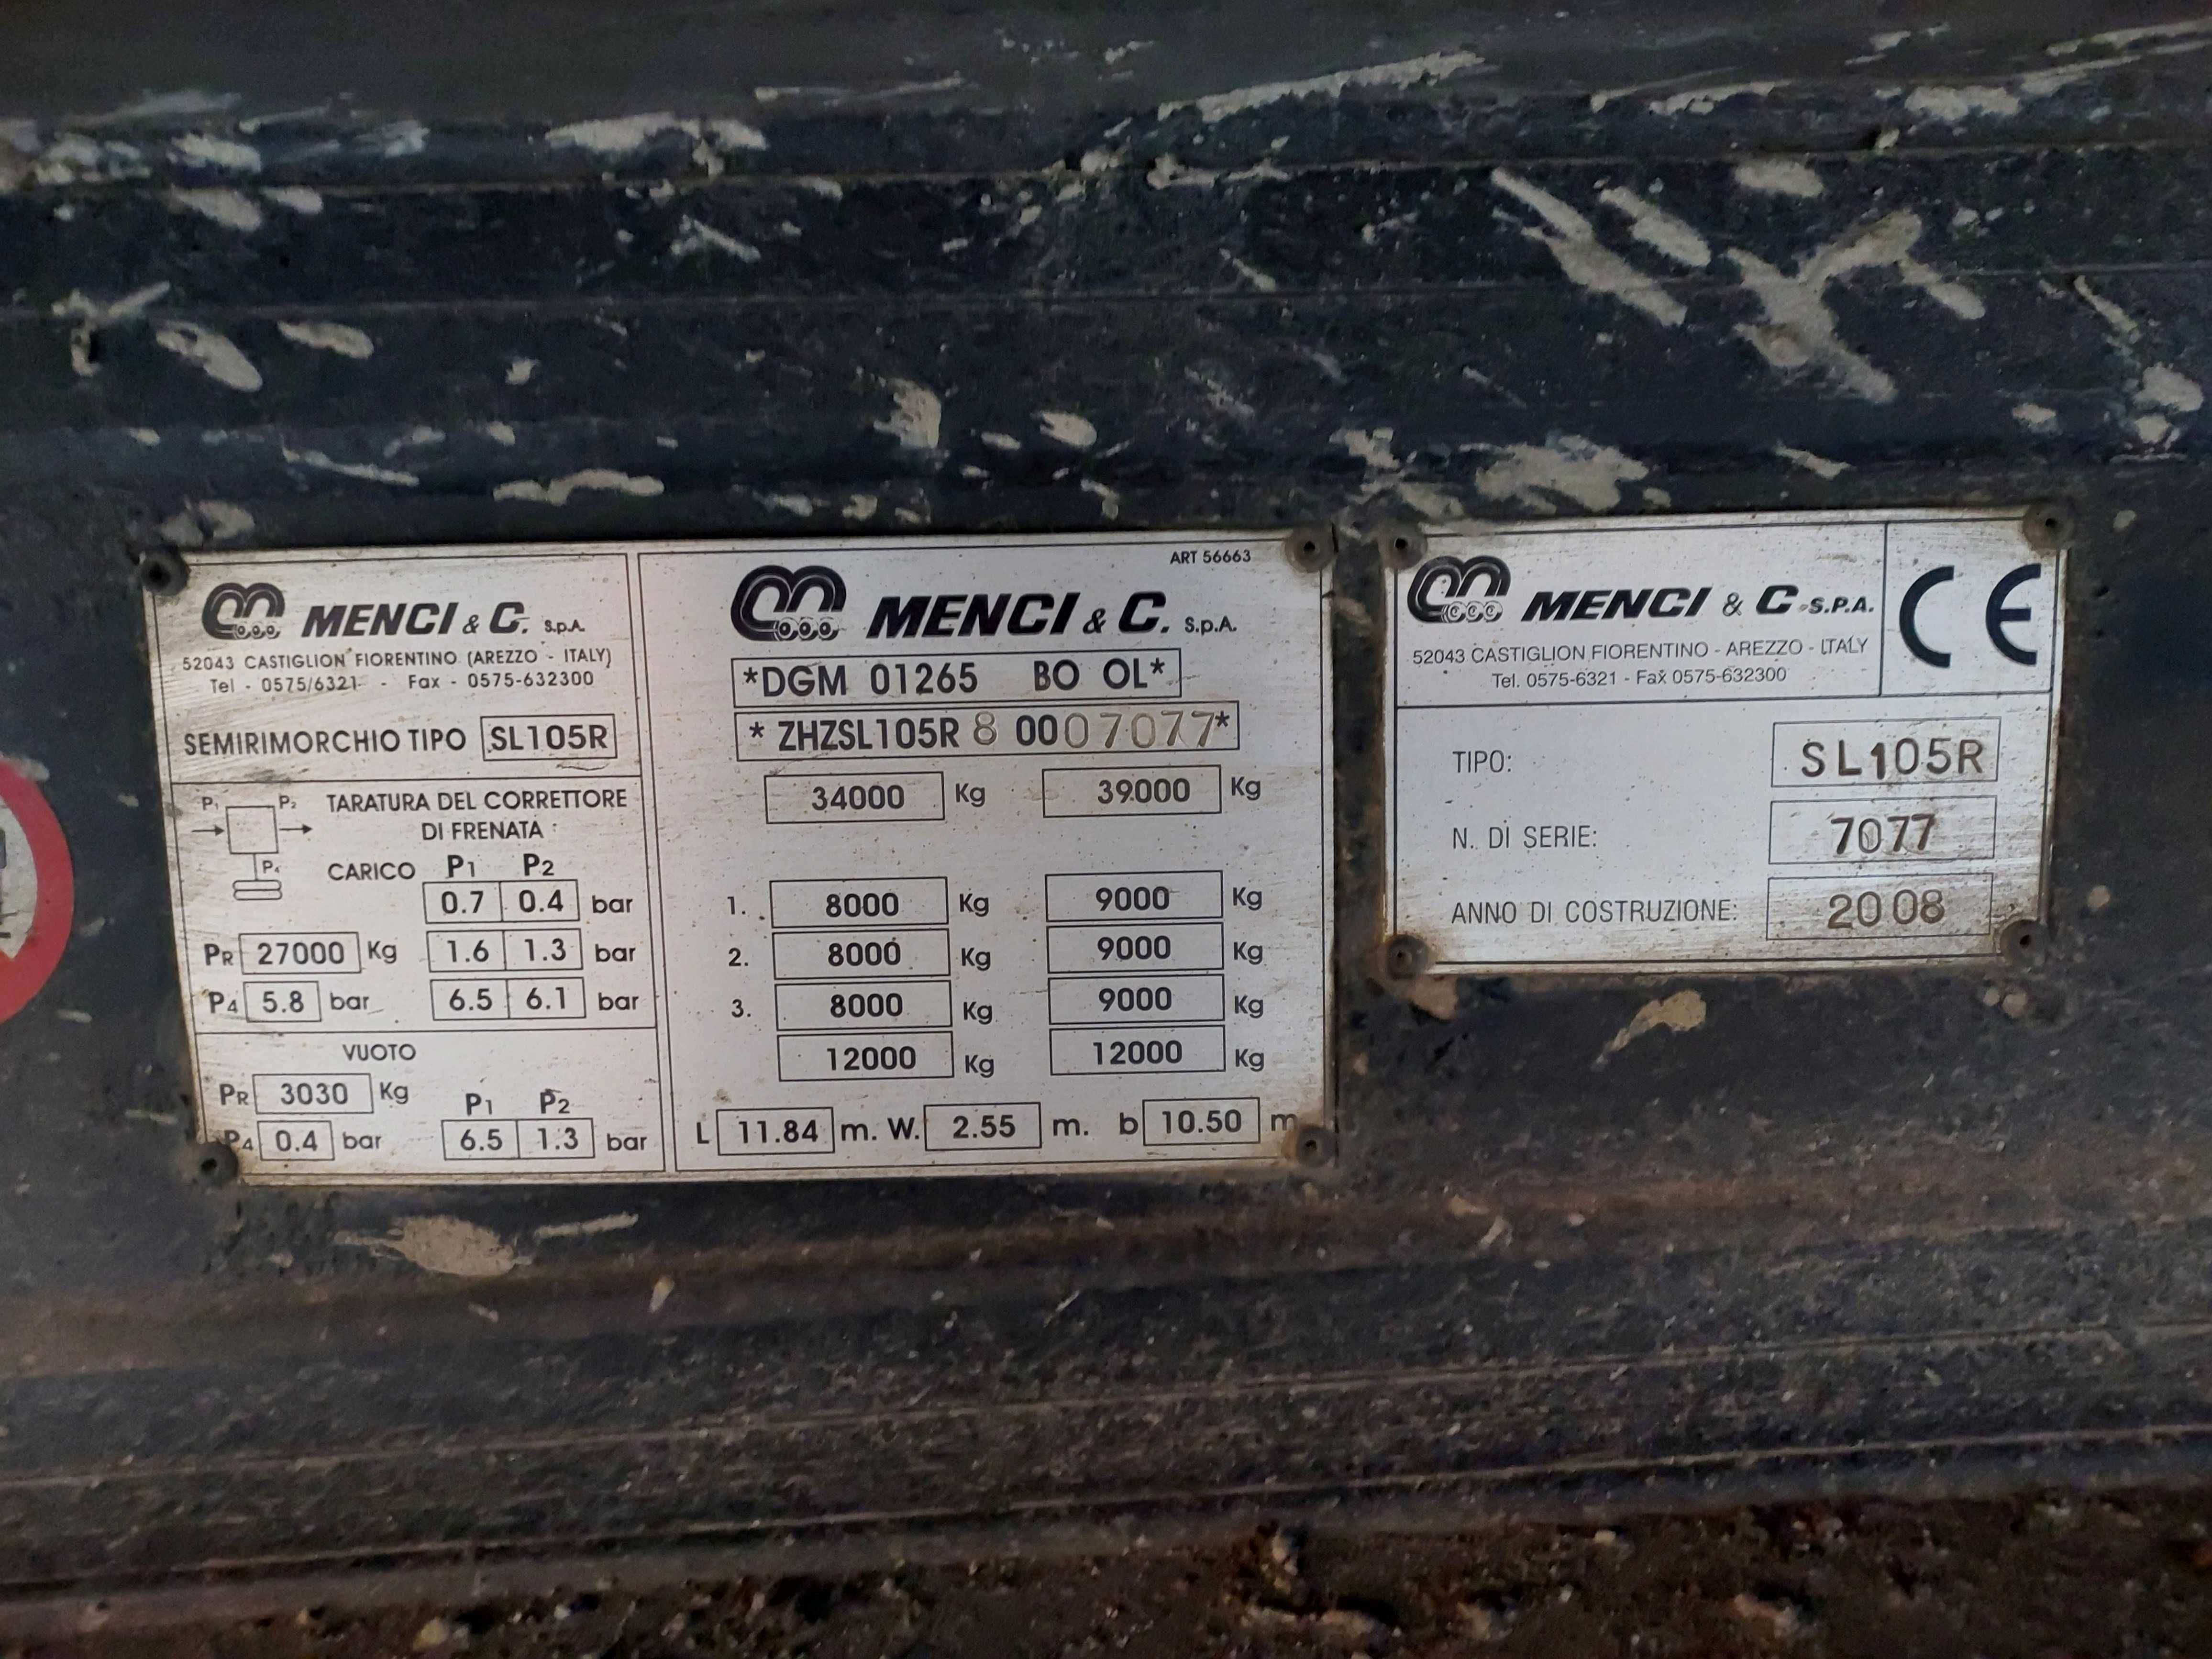 MENCI & C. S.p.A.
52043 CASTIGLION FIORENTINO (AREZZO - ITALY)
Tel - 0575/6321 - Fax - 0575-632300
SEMIRIMORCHIO TIPO SL105R
P1 P2 TARATURA DEL CORRETTORE
DI FRENATA :
P4
CARICO P1 P2
0.7 0.4 bar
PR 27000 Kg 1.6 1.3 bar
P4 5.8 bar 6.5 6.1 bar
VUOTO
PR 3030 Kg P1 P2
P4 0.4 bar 6.5 1.3 bar
ART 56663
MENCI & C. S.p.A.
*DGM 01265 BO OL*
* ZHZSL105R 8 0007077*
34000 Kg 39000 Kg
1. 8000 Kg 9000 Kg
2. 8000 Kg 9000 Kg
3. 8000 Kg 9000 Kg
12000 Kg 12000 Kg
L 11.84 m. W. 2.55 m. b 10.50 m
MENCI & C. S.P.A. CE
52043 CASTIGLION FIORENTINO - AREZZO - ITALY
Tel. 0575-6321 - Fax 0575-632300
TIPO: SL105R
N. DI SERIE: 7077
ANNO DI COSTRUZIONE: 2008